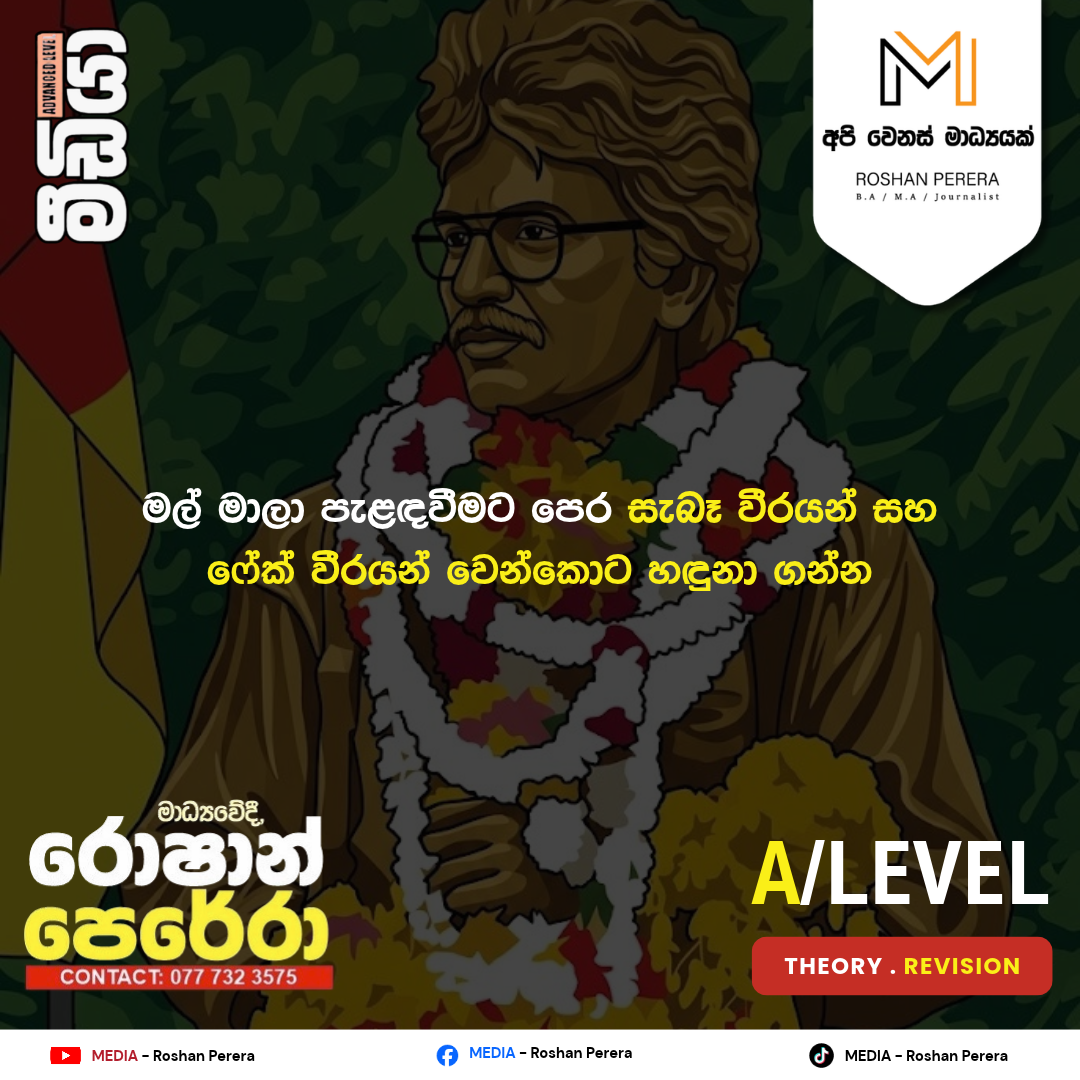 මීඩියා
ADVANCED LEVE
අපි වෙනස් මාධ්‍යයක්
ROSHAN PERERA
B.A / M.A / Journalist
මල් මාලා පැළඳවීමට පෙර සැබෑ වීරයන් සහ
ෆේක් වීරයන් වෙන්කොට හඳුනා ගන්න
මාධ්‍යවේදී,
රොෂාන්
පෙරේරා
CONTACT: 077 732 3575
A/LEVEL
THEORY . REVISION
MEDIA - Roshan Perera
MEDIA - Roshan Perera
MEDIA - Roshan Perera